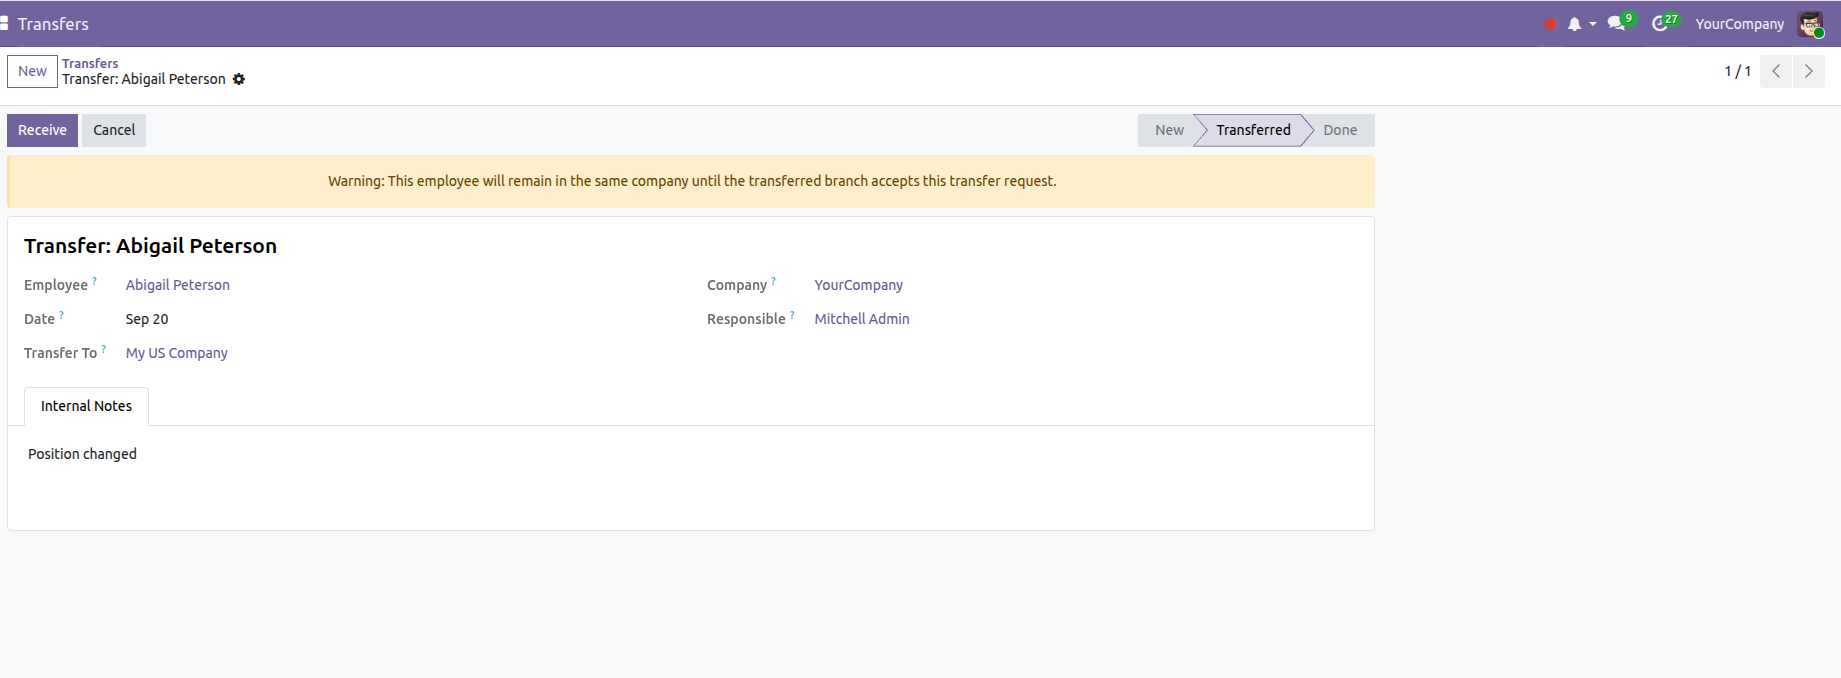 Transfers
9
27
YourCompany
New
Transfers
Transfer: Abigail Peterson
1 / 1
Receive
Cancel
New
Transferred
Done
Warning: This employee will remain in the same company until the transferred branch accepts this transfer request.
Transfer: Abigail Peterson
Employee ?
Abigail Peterson
Company ?
YourCompany
Date ?
Sep 20
Responsible ?
Mitchell Admin
Transfer To ?
My US Company
Internal Notes
Position changed